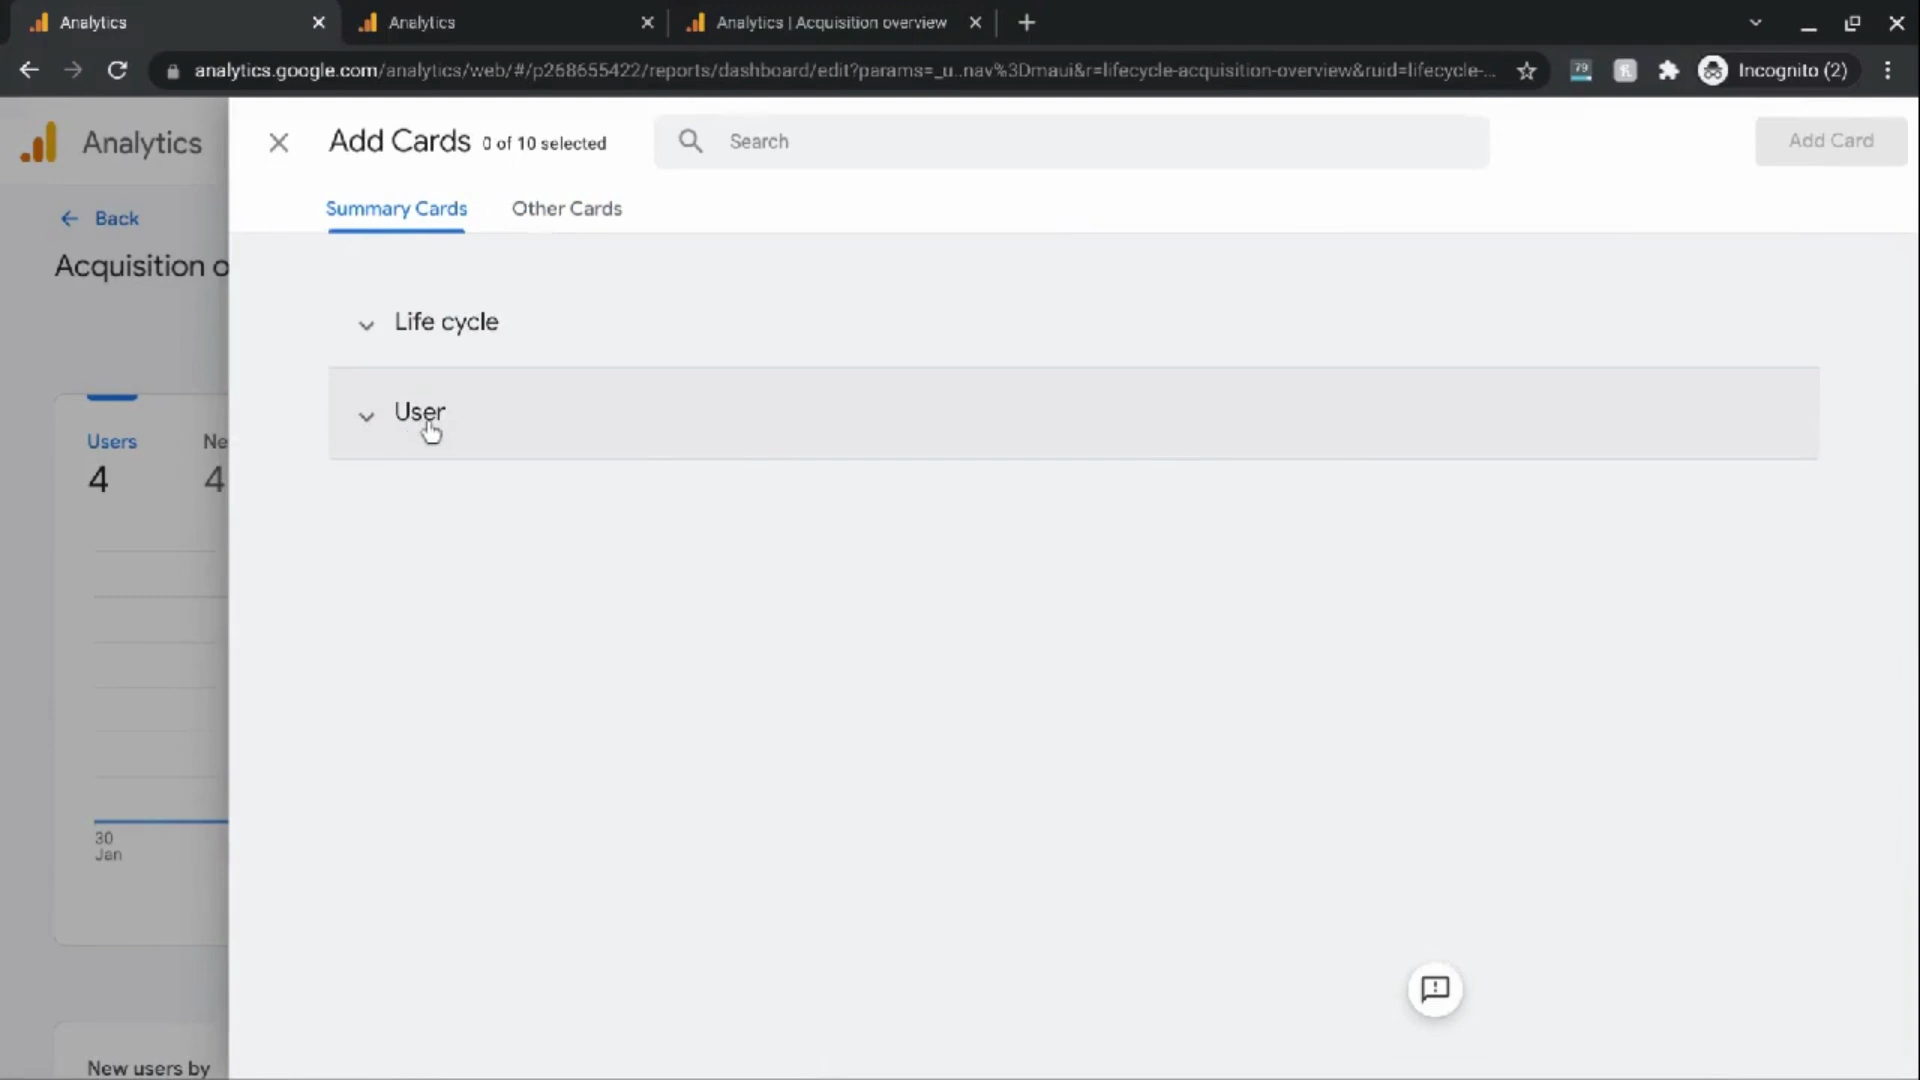 Analytics
Analytics
Analytics | Acquisition overview
analytics.google.com/analytics/web/#/p268655422/reports/dashboard/edit?params=_u..nav%3Dmaui&r=lifecycle-acquisition-overview&ruid=lifecycle-...
79
Incognito (2)
Analytics
Add Cards 0 of 10 selected
Search
Add Card
Summary Cards
Other Cards
Back
Acquisition o
Life cycle
User
Users
Ne
4
4
30
Jan
New users by